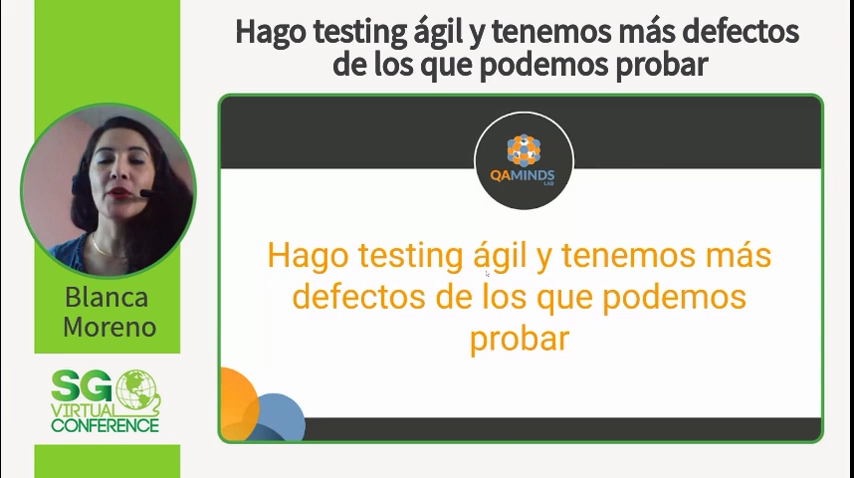 Hago testing ágil y tenemos más defectos
de los que podemos probar
QAMINDS
LAB
Hago testing ágil y tenemos más
defectos de los que podemos
probar
Blanca
Moreno
SG
VIRTUAL
CONFERENCE